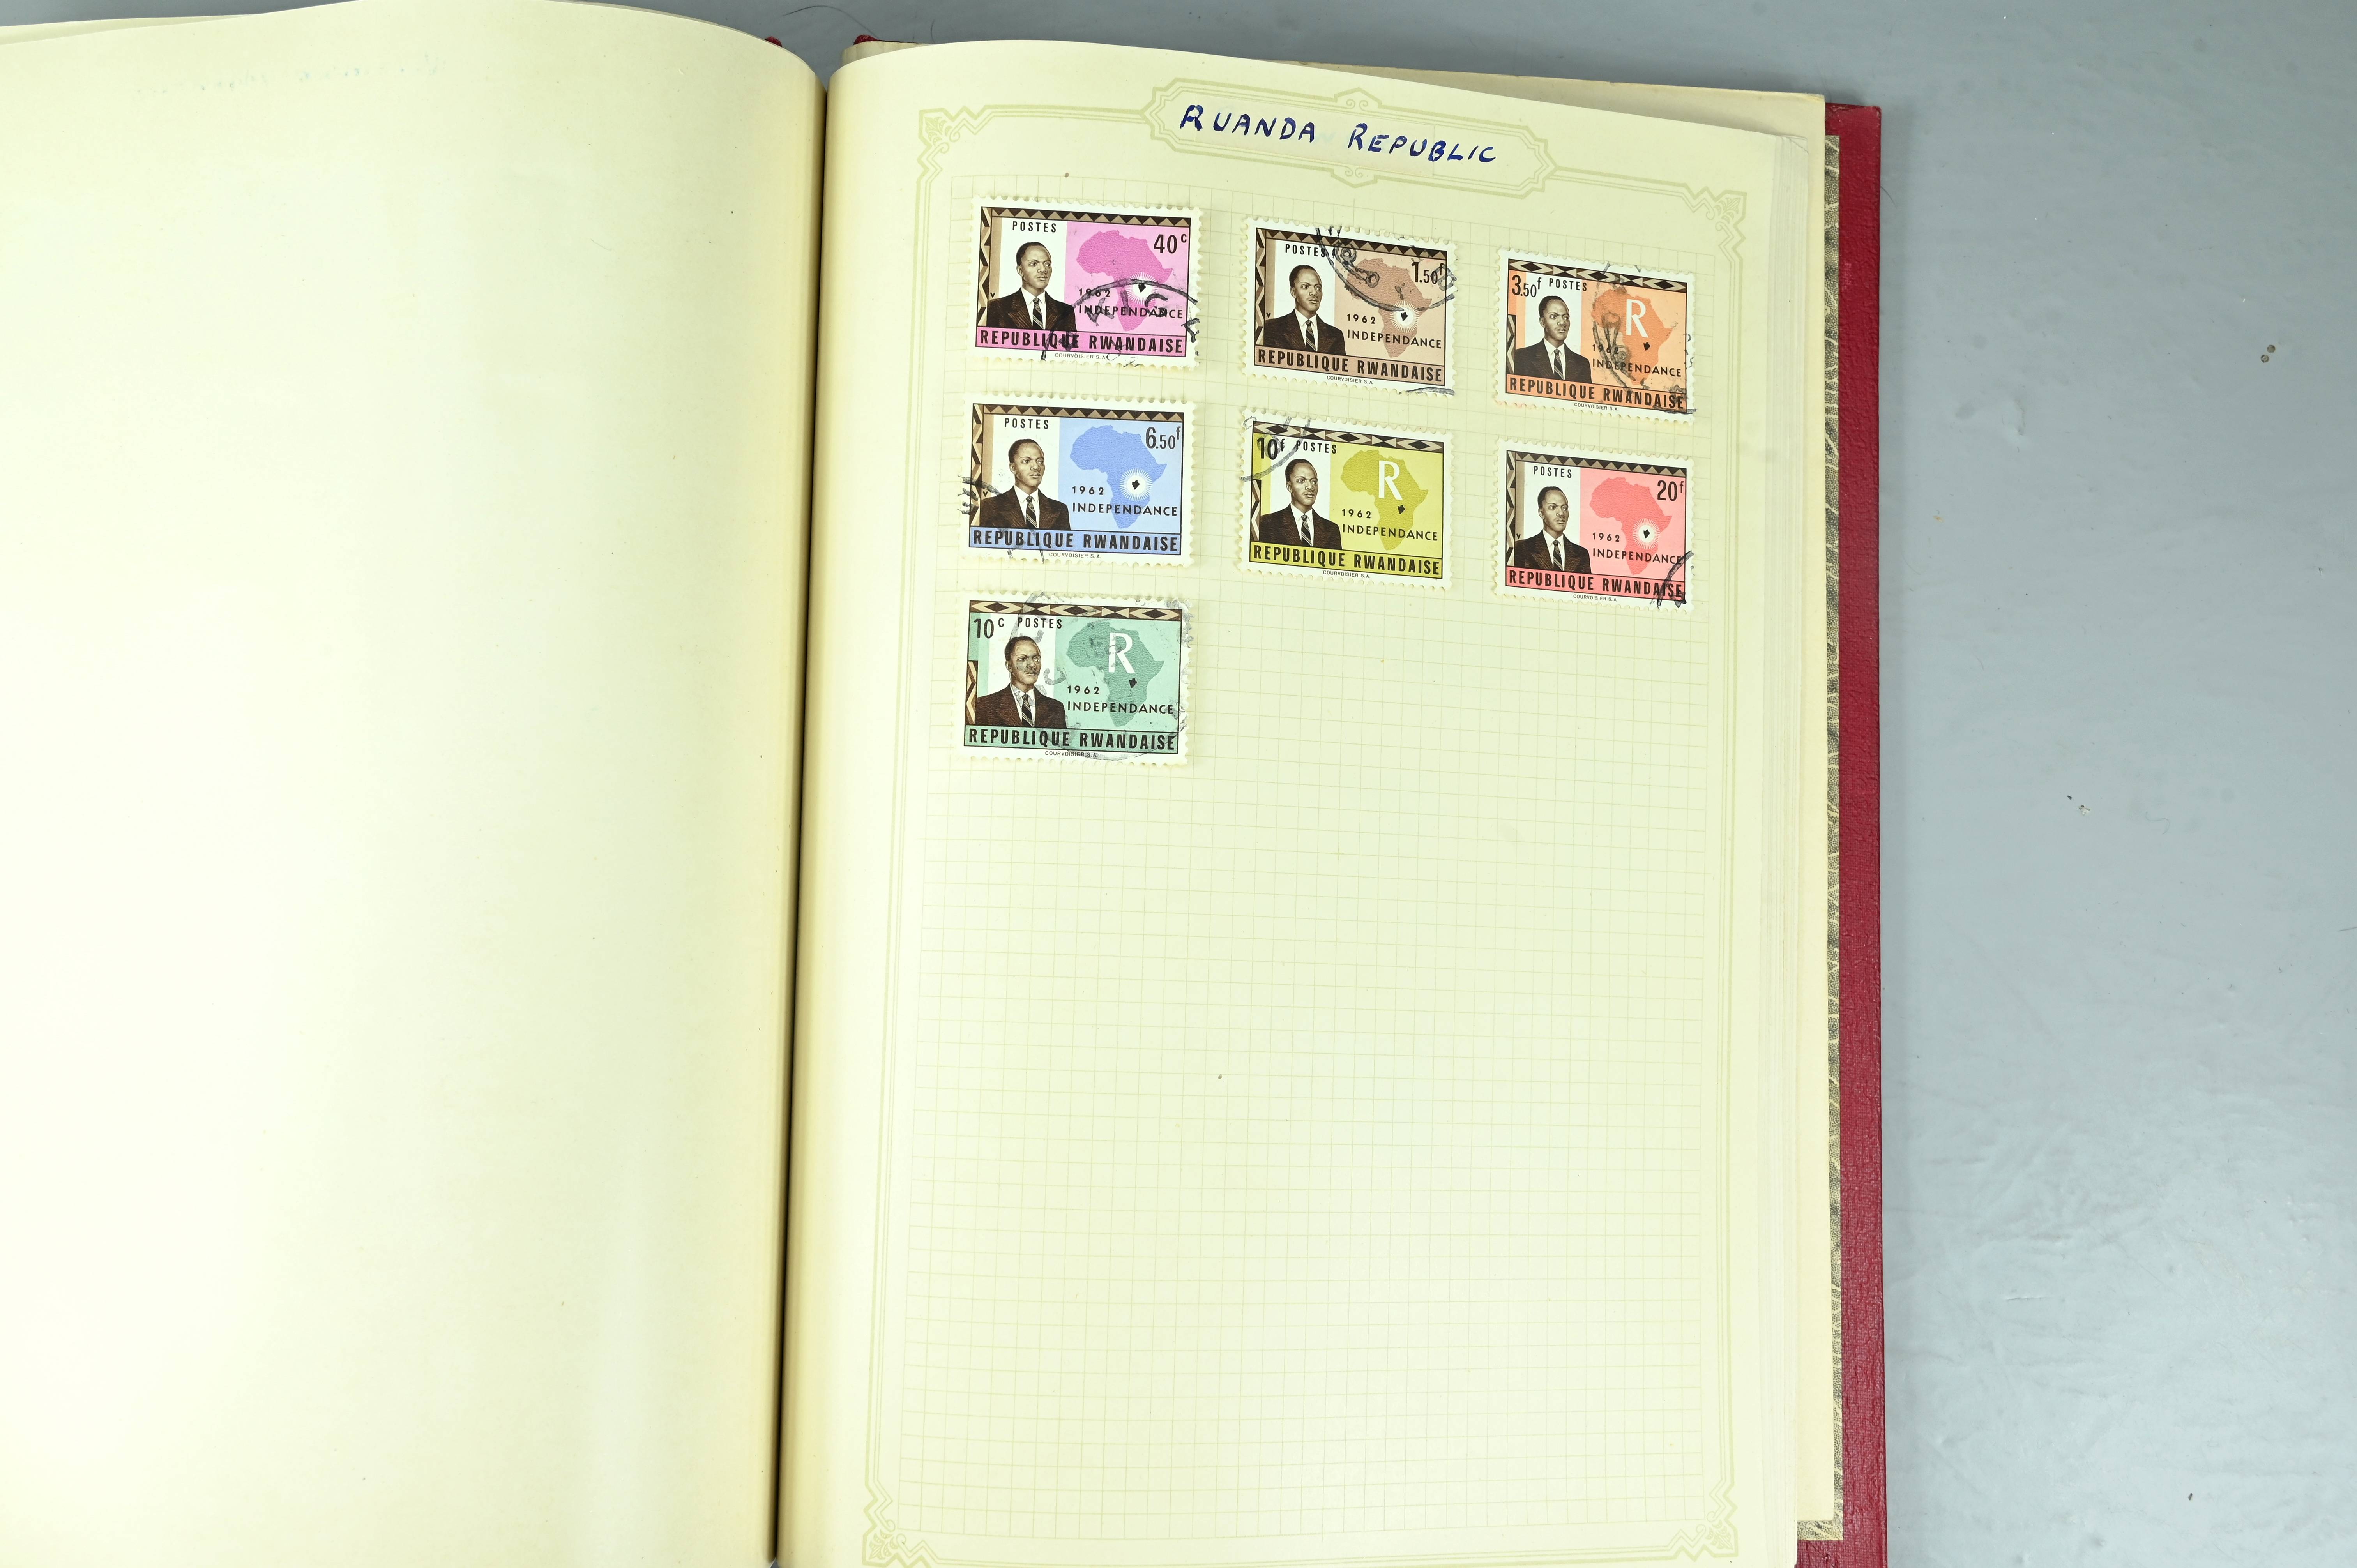 RUANDA REPUBLIC
POSTES
40c
1962
INDEPENDANCE
REPUBLIQUE RWANDAISE
COURVOISIER S.A.
POSTES
1.50f
1962
INDEPENDANCE
REPUBLIQUE RWANDAISE
COURVOISIER S.A.
3.50f POSTES
R
1962
INDEPENDANCE
REPUBLIQUE RWANDAISE
COURVOISIER S.A.
POSTES
6.50f
1962
INDEPENDANCE
REPUBLIQUE RWANDAISE
COURVOISIER S.A.
10f POSTES
R
1962
INDEPENDANCE
REPUBLIQUE RWANDAISE
COURVOISIER S.A.
POSTES
20f
1962
INDEPENDANCE
REPUBLIQUE RWANDAISE
COURVOISIER S.A.
10c POSTES
R
1962
INDEPENDANCE
REPUBLIQUE RWANDAISE
COURVOISIER S.A.